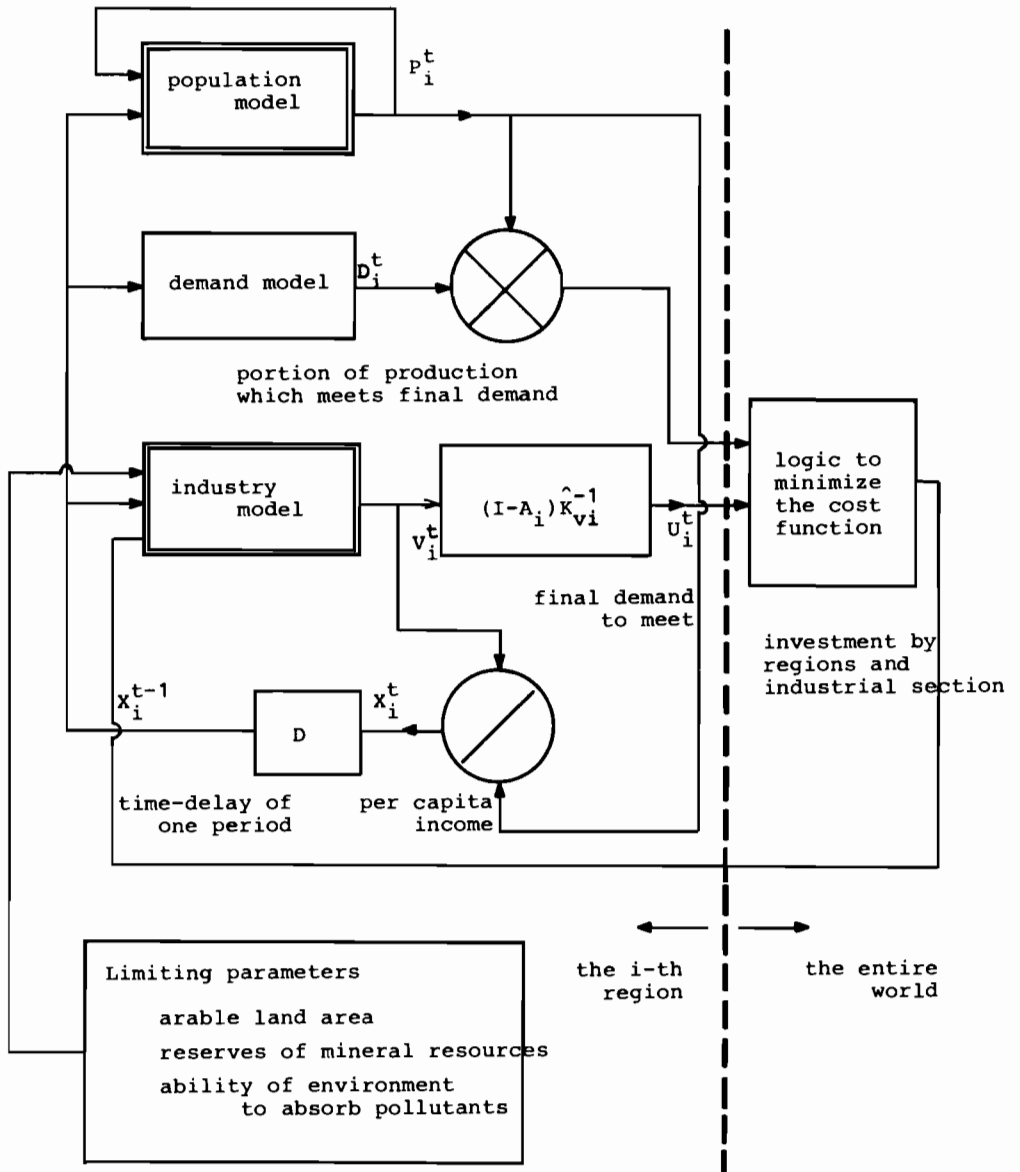 population
model
P_i^t
demand model
D_i^t
portion of production
which meets final demand
industry
model
V_i^t
(I-A_i)K̂_{vi}^{-1}
U_i^t
logic to
minimize
the cost
function
final demand
to meet
investment by
regions and
industrial section
X_i^{t-1}
D
X_i^t
time-delay of
one period
per capita
income
the i-th
region
the entire
world
Limiting parameters
arable land area
reserves of mineral resources
ability of environment
to absorb pollutants